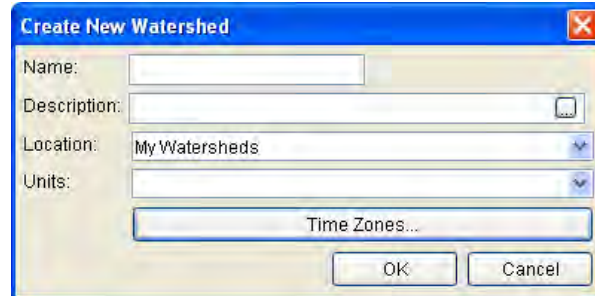 Create New Watershed
Name:
Description:
...
Location: My Watersheds
Units:
Time Zones...
OK Cancel